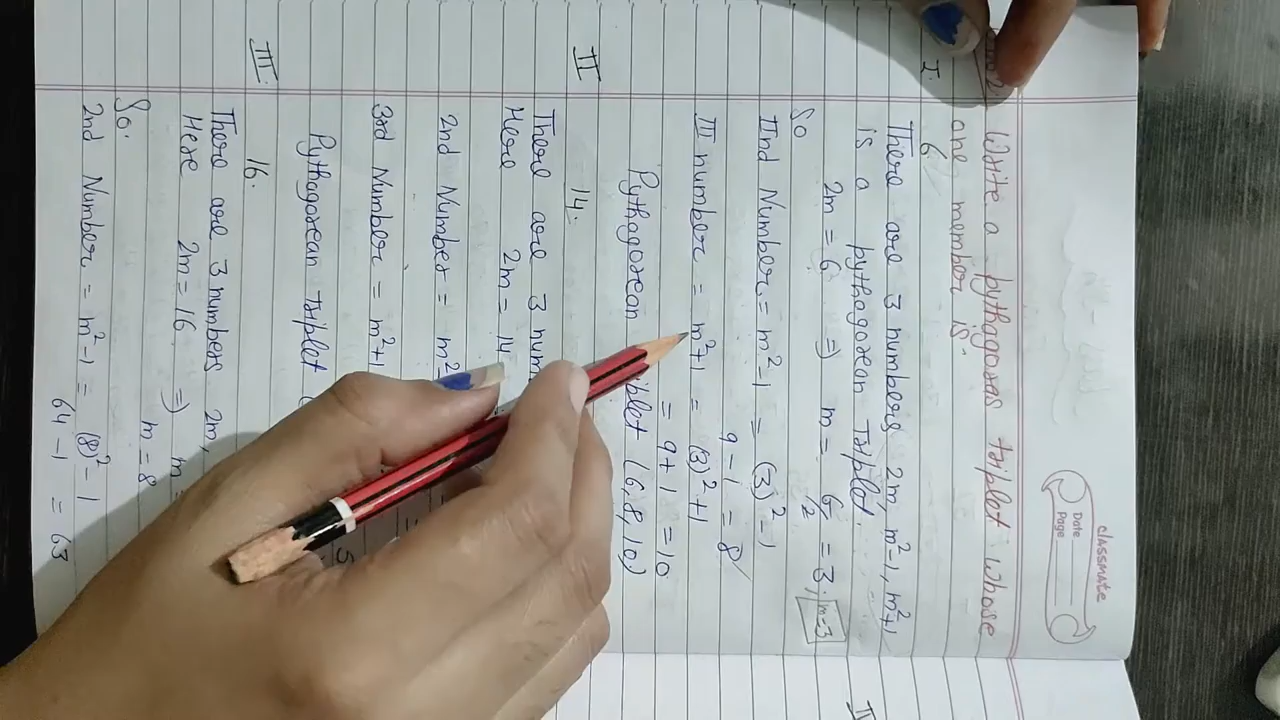 classmate
Date
Page
Write a pythagoras triplet whose
one member is.
I. 6
There are 3 numbers 2m, m²-1, m²+1
is a pythagorean Triplet.
2m = 6 => m = 6/2 = 3, m=3
So
IInd Number = m²-1 = (3)²-1
9-1 = 8
III number = m²+1 = (3)²+1
= 9+1 = 10
Pythagorean iplet (6,8,10)
II 14.
There are 3 num
Here 2m = 14
2nd Number = m²
3rd Number = m²+1
Pythagorean Triplet (
III. 16.
There are 3 numbers 2m,
Here 2m = 16 => m
So. m = 8
2nd Number = m²-1 = (8)²-1
64-1 = 63